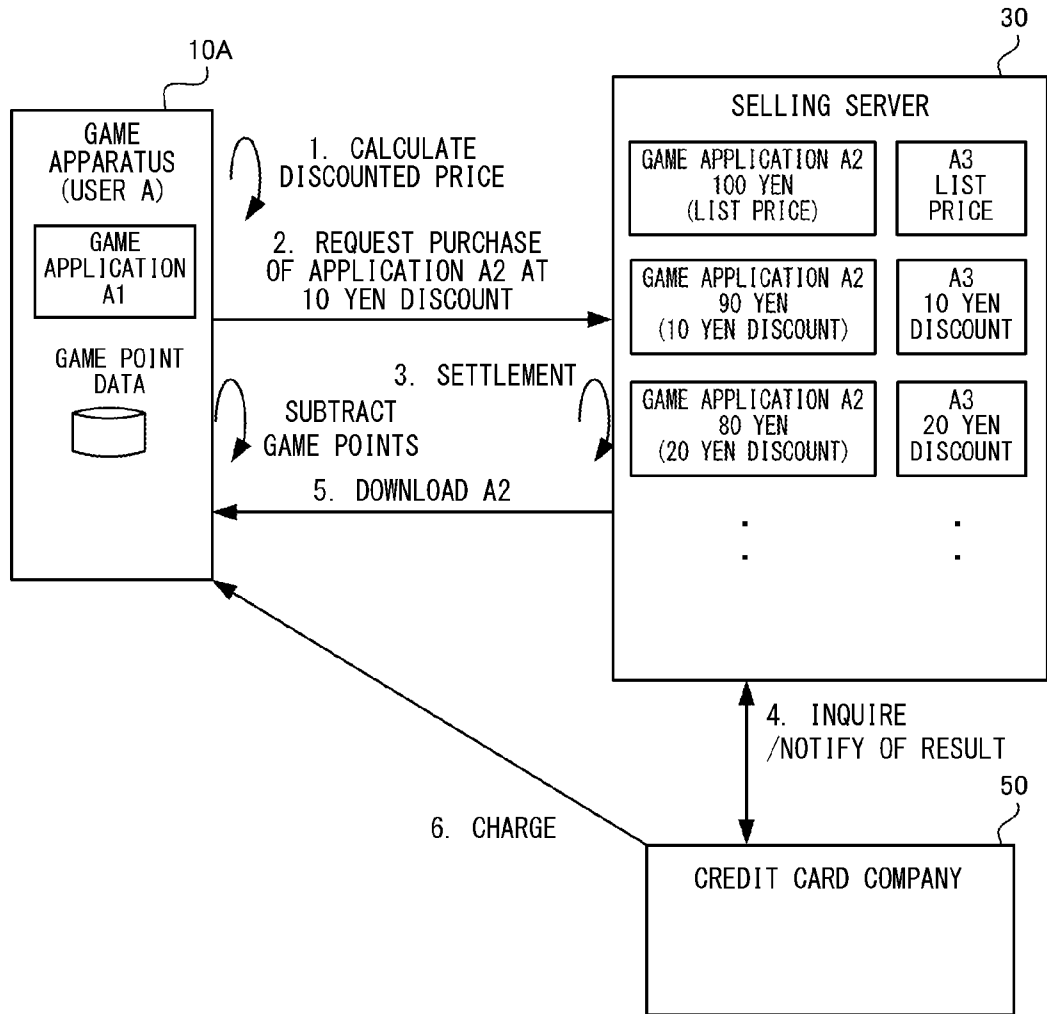 10A
GAME
APPARATUS
(USER A)
GAME
APPLICATION
A1
GAME POINT
DATA
1. CALCULATE
DISCOUNTED PRICE
2. REQUEST PURCHASE
OF APPLICATION A2 AT
10 YEN DISCOUNT
3. SETTLEMENT
SUBTRACT
GAME POINTS
5. DOWNLOAD A2
30
SELLING SERVER
GAME APPLICATION A2
100 YEN
(LIST PRICE)
A3
LIST
PRICE
GAME APPLICATION A2
90 YEN
(10 YEN DISCOUNT)
A3
10 YEN
DISCOUNT
GAME APPLICATION A2
80 YEN
(20 YEN DISCOUNT)
A3
20 YEN
DISCOUNT
4. INQUIRE
/NOTIFY OF RESULT
6. CHARGE
50
CREDIT CARD COMPANY